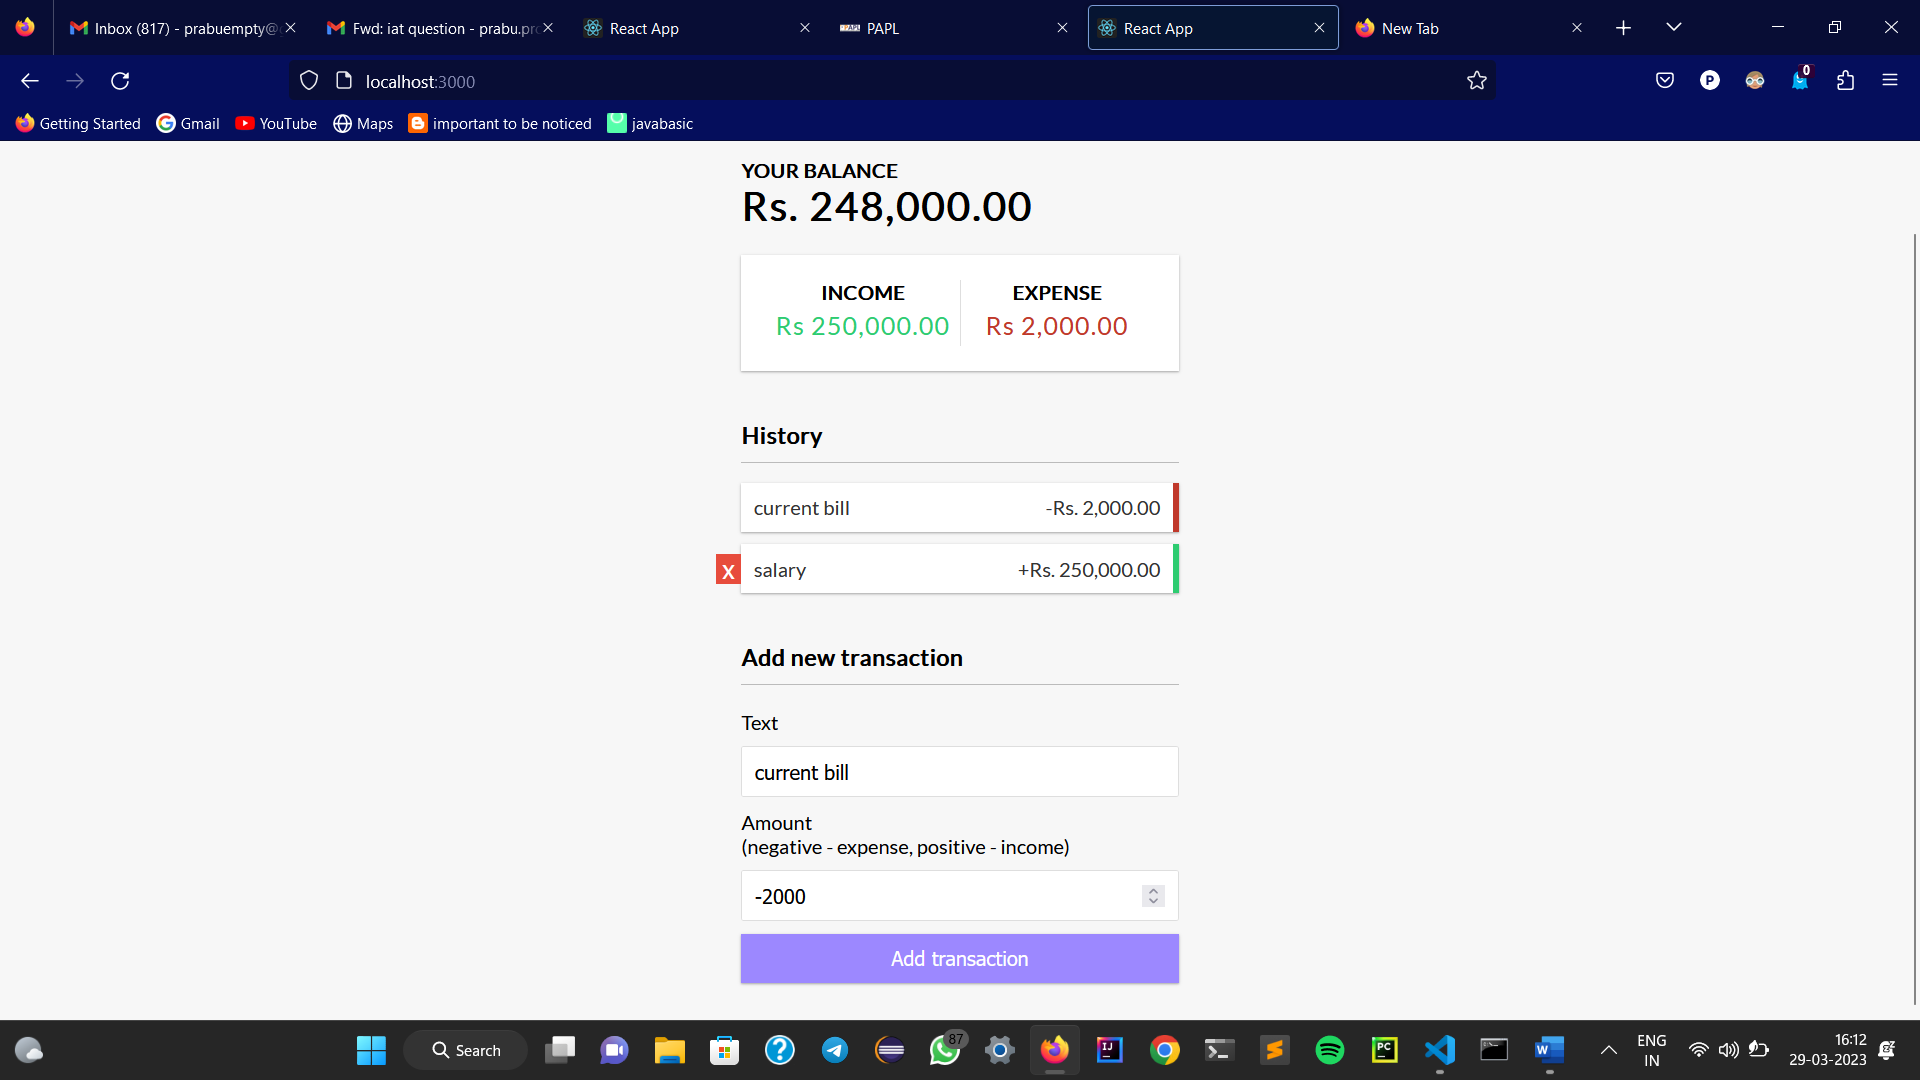 Inbox (817) - prabuempty@
Fwd: iat question - prabu.pr
React App
PAPL
React App
New Tab
localhost:3000
P
0
Getting Started
Gmail
YouTube
Maps
important to be noticed
javabasic
YOUR BALANCE
Rs. 248,000.00
INCOME
EXPENSE
Rs 250,000.00
Rs 2,000.00
History
current bill
-Rs. 2,000.00
X
salary
+Rs. 250,000.00
Add new transaction
Text
current bill
Amount
(negative - expense, positive - income)
-2000
Add transaction
Search
87
ENG
IN
16:12
29-03-2023